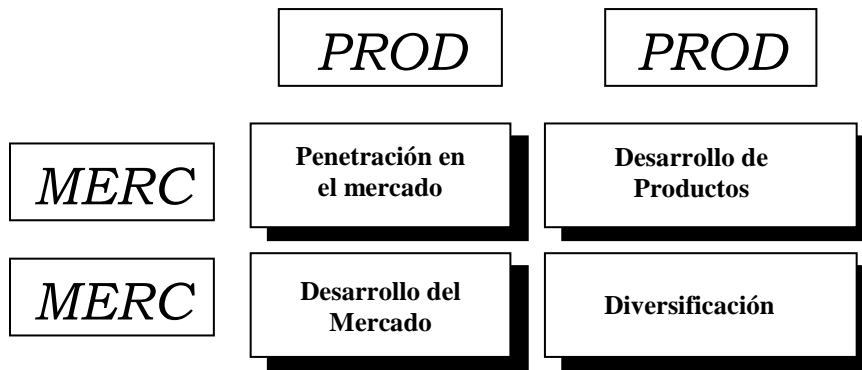 PROD PROD
MERC
Penetración en
el mercado
Desarrollo de
Productos
MERC
Desarrollo del
Mercado
Diversificación